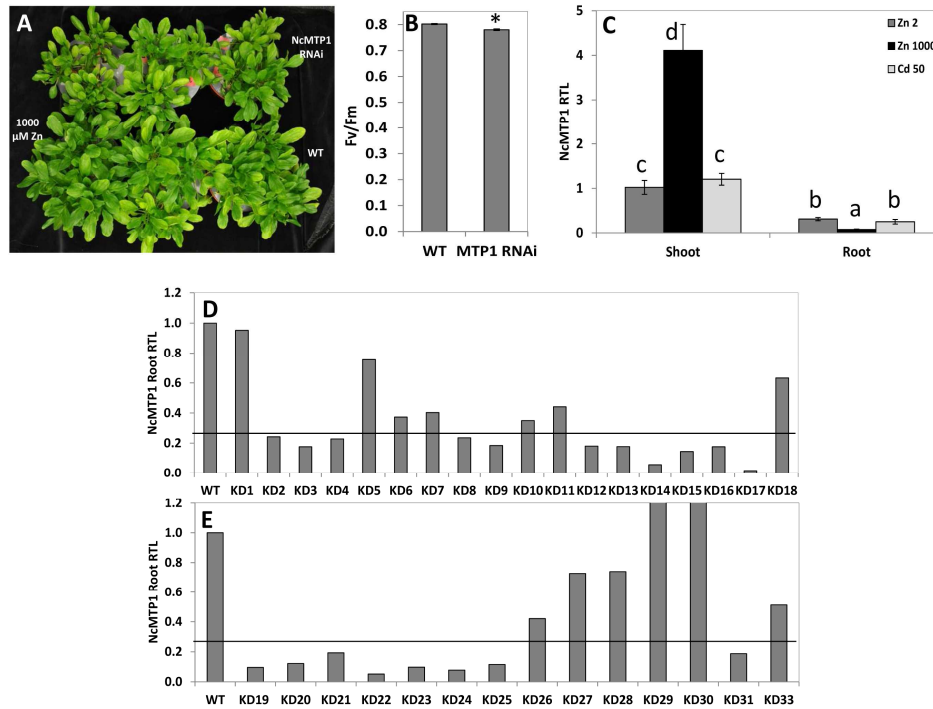 A
NcMTP1
RNAi
1000
µM Zn
WT
B
*
Fv/Fm
0.8
0.7
0.6
0.5
0.4
0.3
0.2
0.1
0.0
WT MTP1 RNAi
C
Zn 2
Zn 1000
Cd 50
NcMTP1 RTL
5
4
3
2
1
0
c d c b a b
Shoot Root
D
NcMTP1 Root RTL
1.2
1.0
0.8
0.6
0.4
0.2
0.0
WT KD1 KD2 KD3 KD4 KD5 KD6 KD7 KD8 KD9 KD10 KD11 KD12 KD13 KD14 KD15 KD16 KD17 KD18
E
NcMTP1 Root RTL
1.2
1.0
0.8
0.6
0.4
0.2
0.0
WT KD19 KD20 KD21 KD22 KD23 KD24 KD25 KD26 KD27 KD28 KD29 KD30 KD31 KD33